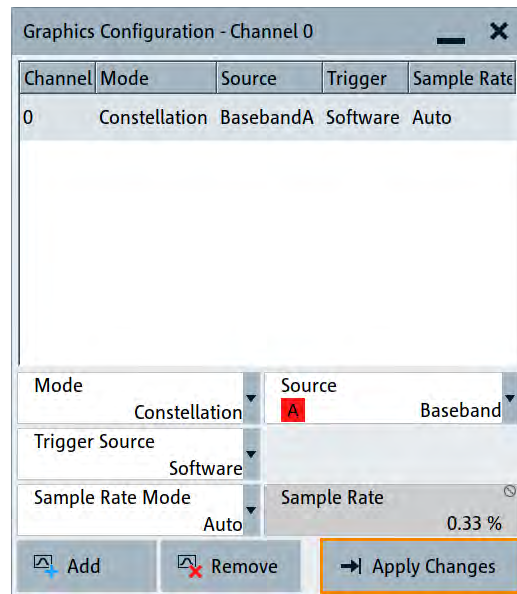 Graphics Configuration - Channel 0
Channel Mode Source Trigger Sample Rate
0 Constellation BasebandA Software Auto
Mode Source
Constellation A Baseband
Trigger Source
Software
Sample Rate Mode Sample Rate
Auto 0.33 %
Add Remove Apply Changes